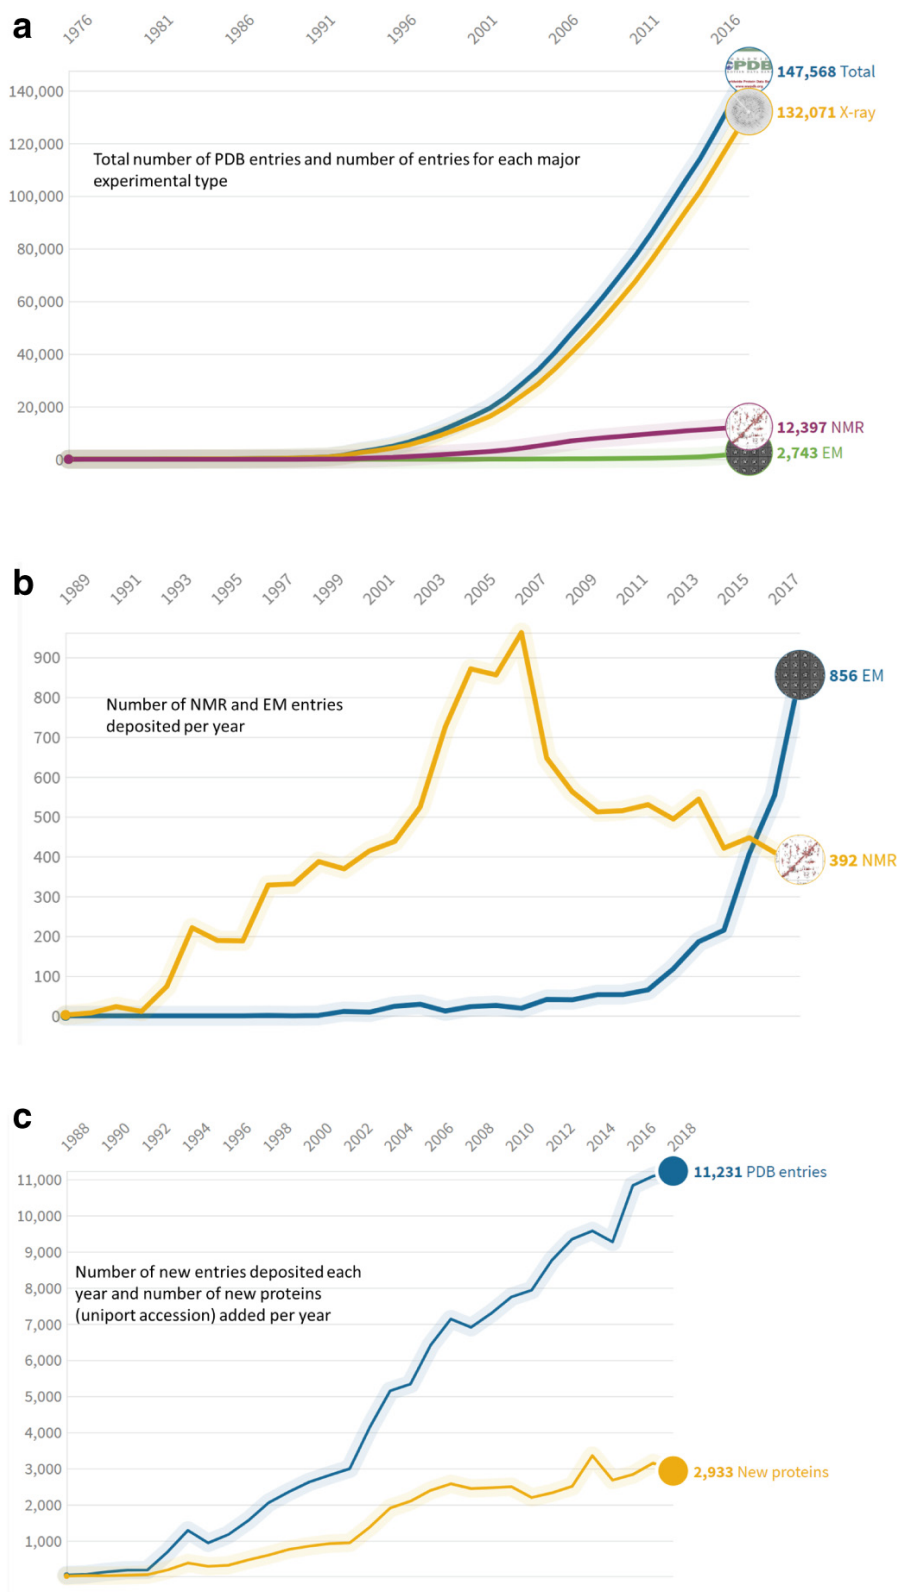 a
1976 1981 1986 1991 1996 2001 2006 2011 2016
PDB
147,568 Total
140,000
132,071 X-ray
120,000
Total number of PDB entries and number of entries for each major
experimental type
100,000
80,000
60,000
40,000
20,000
12,397 NMR
2,743 EM
0
b
1989 1991 1993 1995 1997 1999 2001 2003 2005 2007 2009 2011 2013 2015 2017
900
856 EM
800
Number of NMR and EM entries
deposited per year
700
600
500
400
392 NMR
300
200
100
0
c
1988 1990 1992 1994 1996 1998 2000 2002 2004 2006 2008 2010 2012 2014 2016 2018
11,231 PDB entries
11,000
10,000
9,000
Number of new entries deposited each
year and number of new proteins
(uniport accession) added per year
8,000
7,000
6,000
5,000
4,000
3,000
2,933 New proteins
2,000
1,000